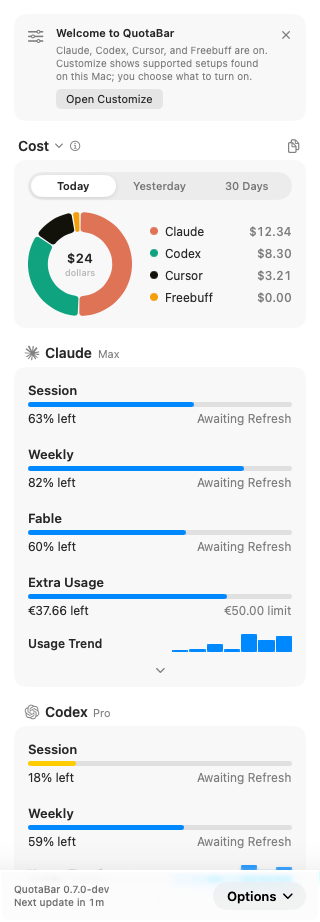 Welcome to QuotaBar
Claude, Codex, Cursor, and Freebuff are on.
Customize shows supported setups found
on this Mac; you choose what to turn on.
Open Customize
Cost
Today Yesterday 30 Days
$24
dollars
Claude $12.34
Codex $8.30
Cursor $3.21
Freebuff $0.00
Claude Max
Session
63% left Awaiting Refresh
Weekly
82% left Awaiting Refresh
Fable
60% left Awaiting Refresh
Extra Usage
€37.66 left €50.00 limit
Usage Trend
Codex Pro
Session
18% left Awaiting Refresh
Weekly
59% left Awaiting Refresh
QuotaBar 0.7.0-dev
Next update in 1m
Options